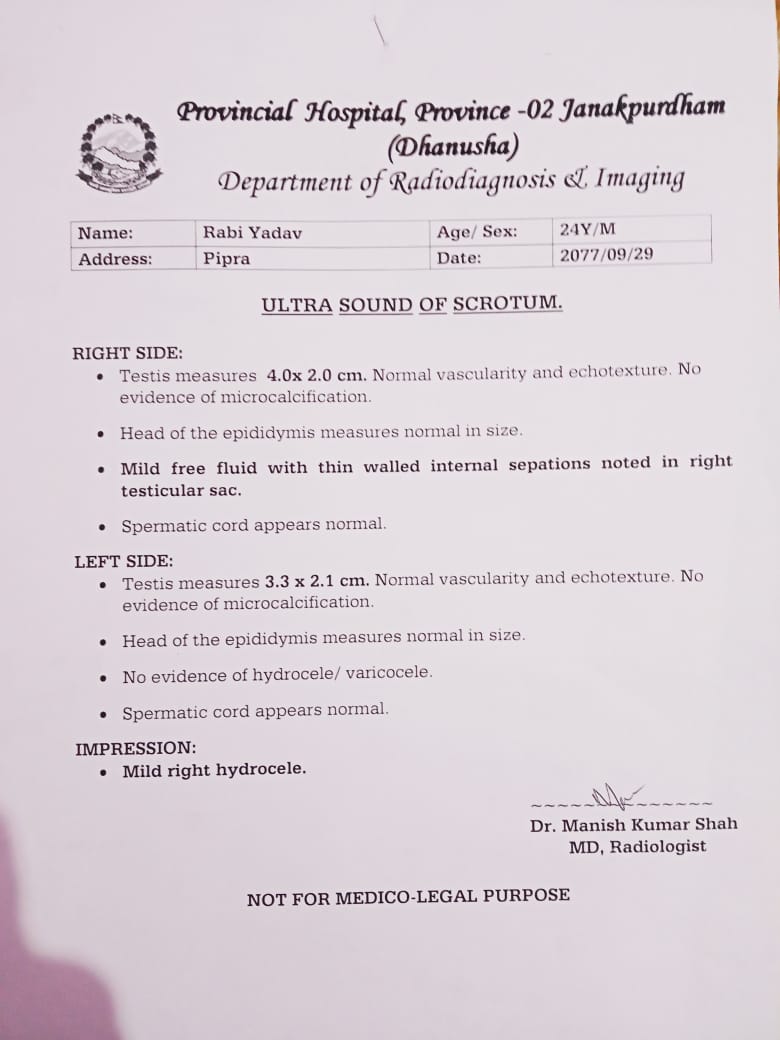 Provincial Hospital, Province -02 Janakpurdham
(Dhanusha)
Department of Radiodiagnosis & Imaging
Name: Rabi Yadav Age/ Sex: 24Y/M
Address: Pipra Date: 2077/09/29
ULTRA SOUND OF SCROTUM.
RIGHT SIDE:
• Testis measures 4.0x 2.0 cm. Normal vascularity and echotexture. No
evidence of microcalcification.
• Head of the epididymis measures normal in size.
• Mild free fluid with thin walled internal sepations noted in right
testicular sac.
• Spermatic cord appears normal.
LEFT SIDE:
• Testis measures 3.3 x 2.1 cm. Normal vascularity and echotexture. No
evidence of microcalcification.
• Head of the epididymis measures normal in size.
• No evidence of hydrocele/ varicocele.
• Spermatic cord appears normal.
IMPRESSION:
• Mild right hydrocele.
Dr. Manish Kumar Shah
MD, Radiologist
NOT FOR MEDICO-LEGAL PURPOSE